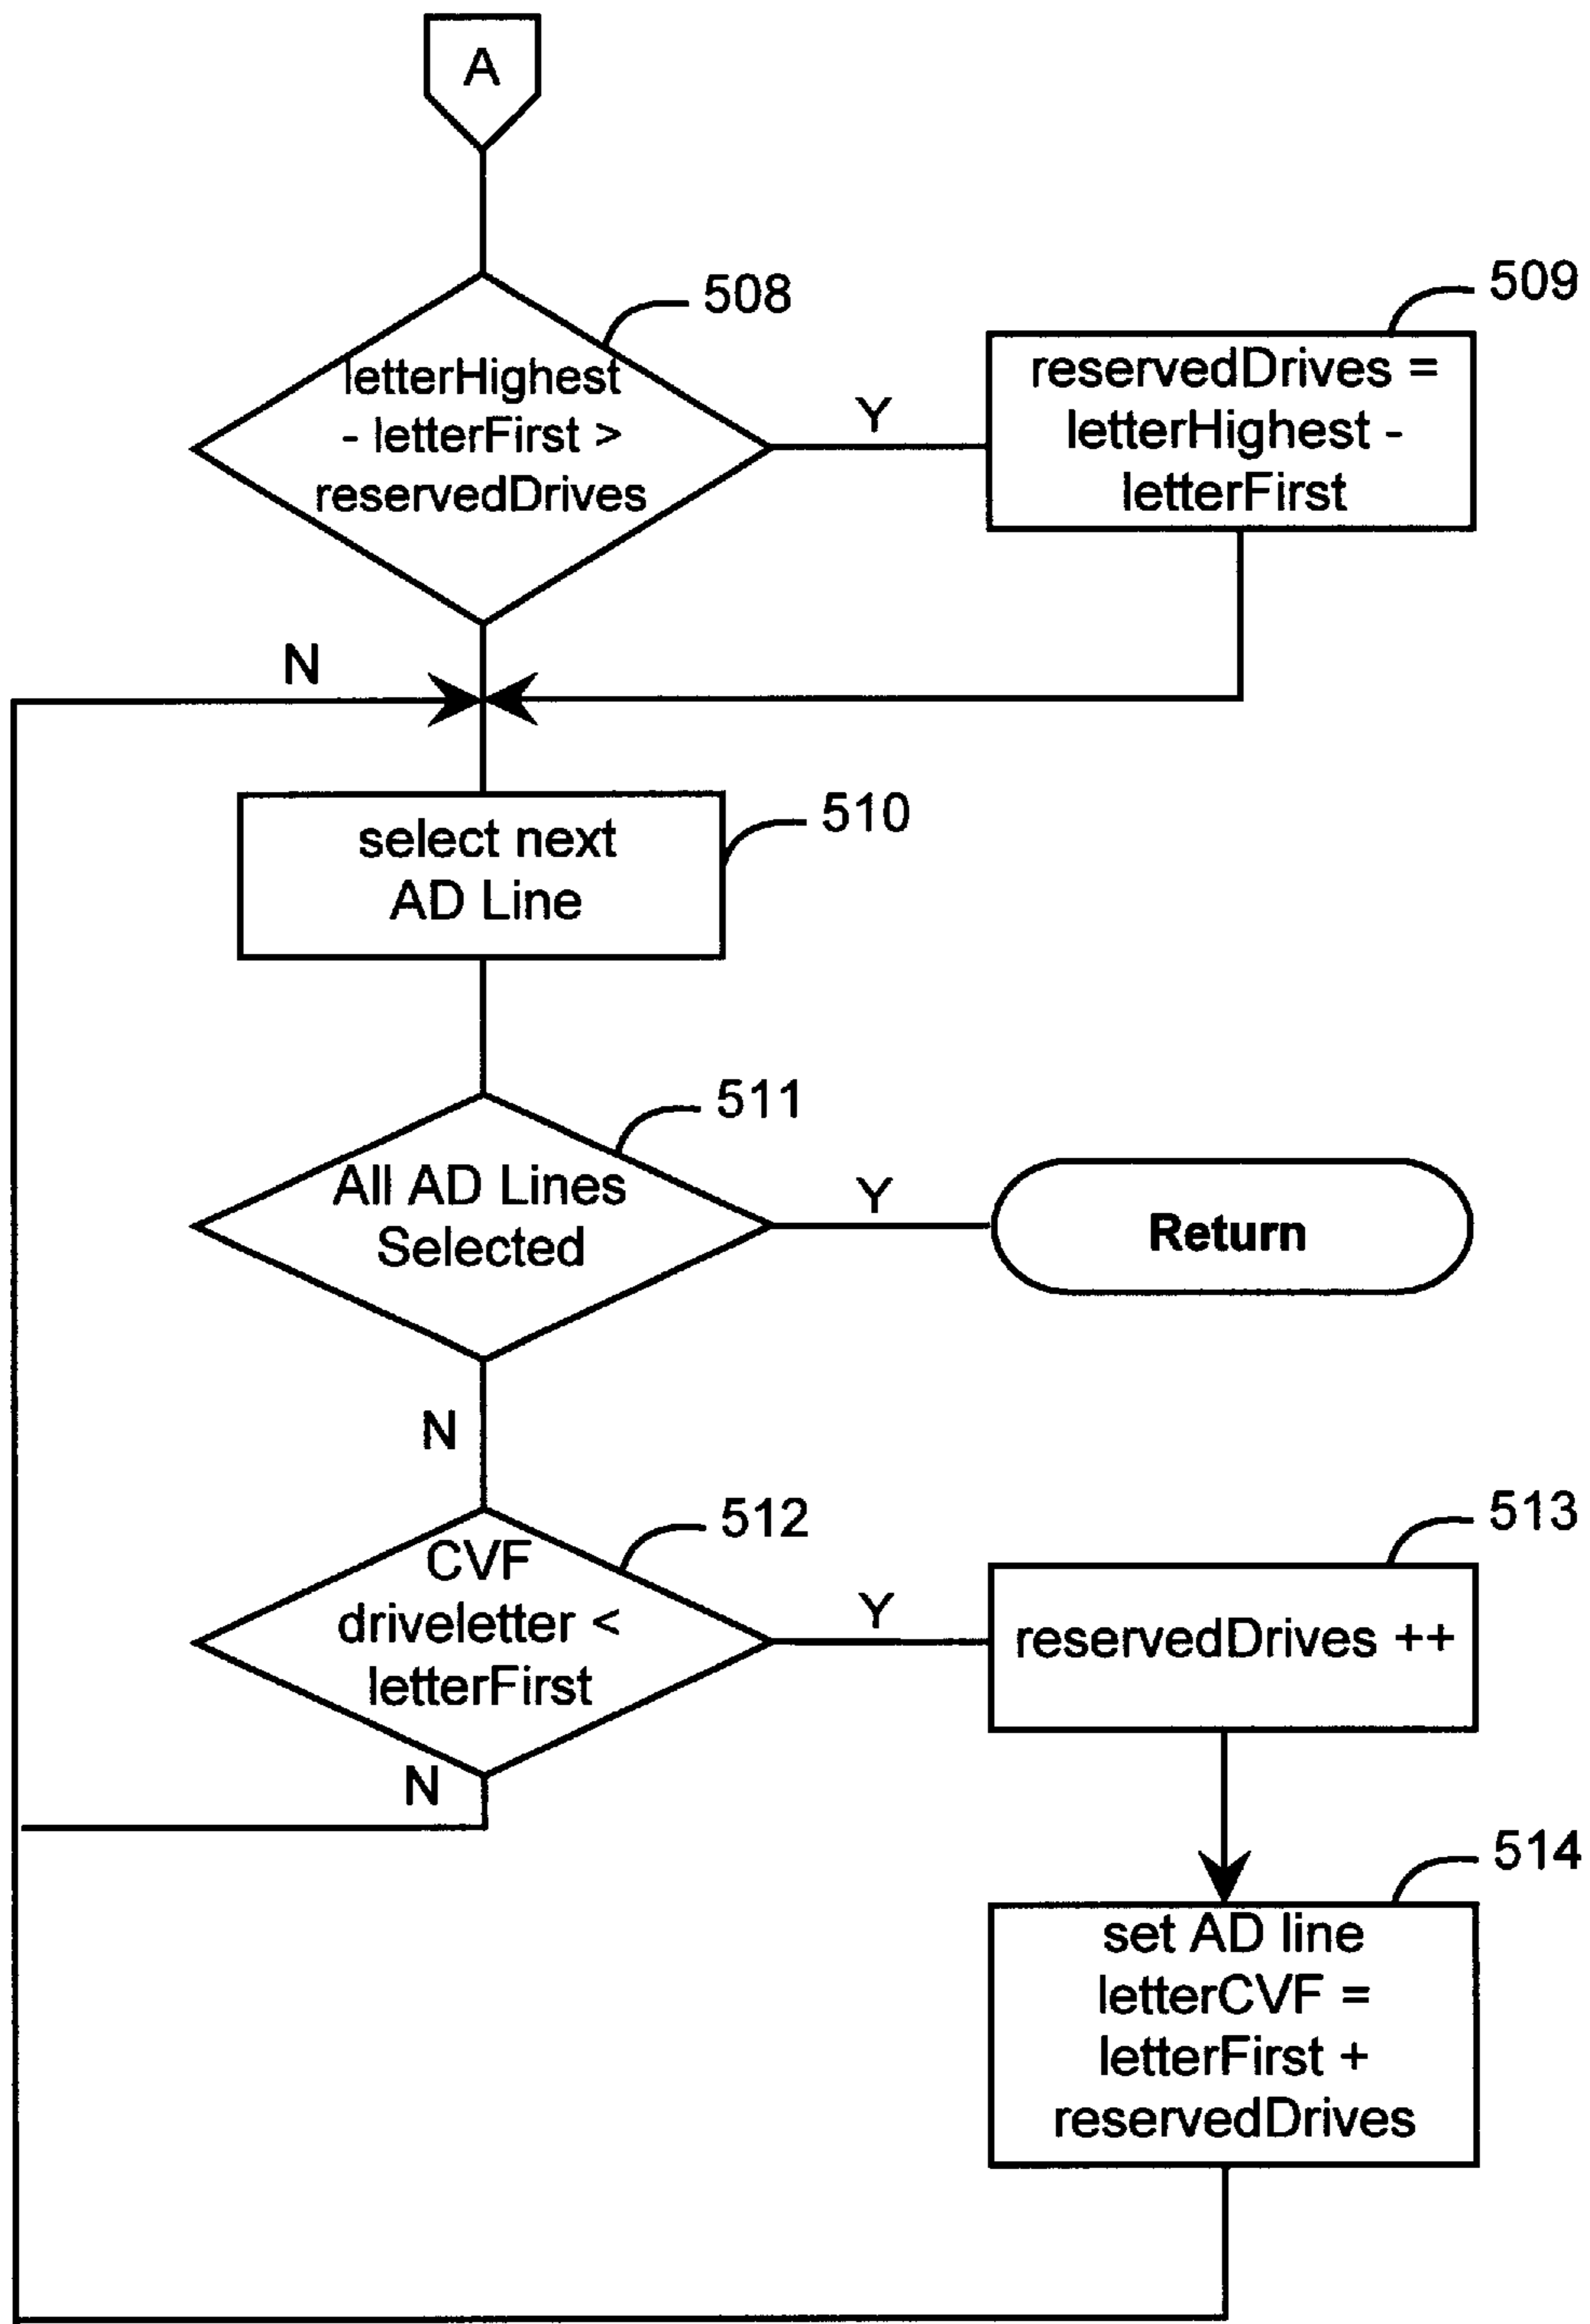 A
508
letterHighest
- letterFirst >
reservedDrives
Y
509
reservedDrives =
letterHighest -
letterFirst
N
510
select next
AD Line
511
All AD Lines
Selected
Y
Return
N
512
CVF
driveletter <
letterFirst
Y
513
reservedDrives ++
N
514
set AD line
letterCVF =
letterFirst +
reservedDrives